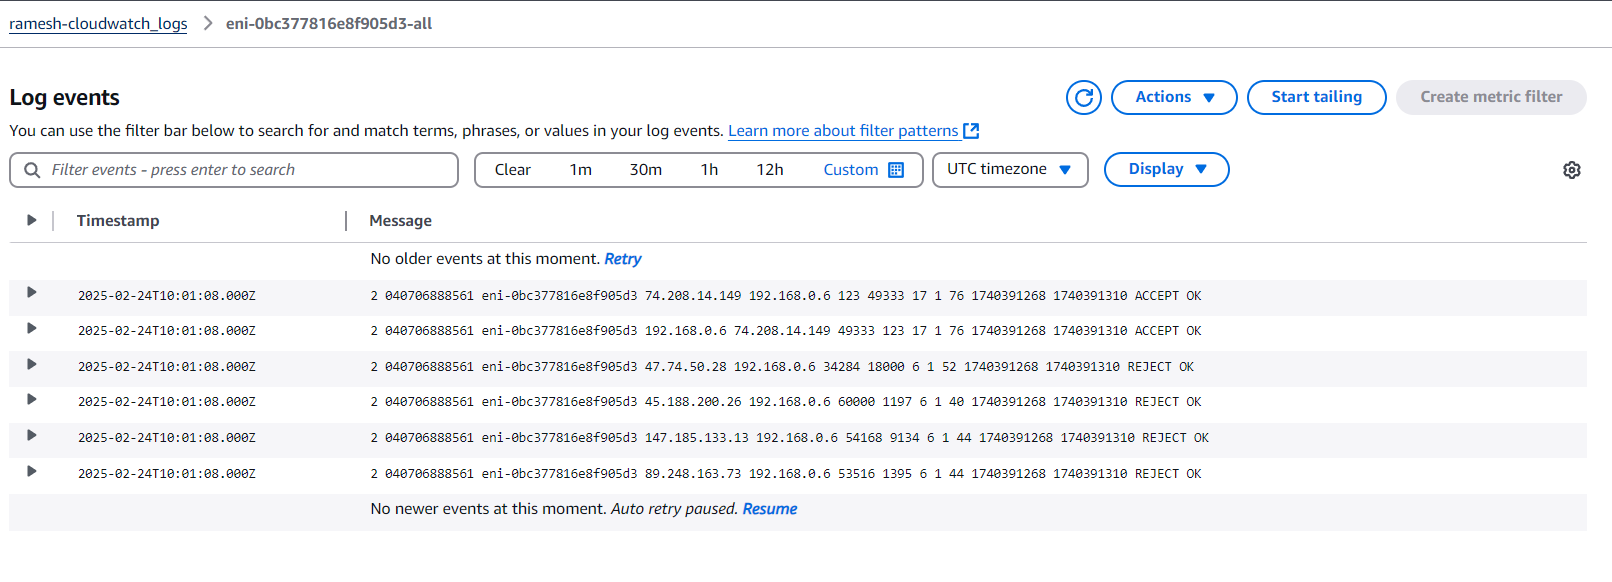 ramesh-cloudwatch_logs > eni-0bc377816e8f905d3-all
Log events
Actions
Start tailing
Create metric filter
You can use the filter bar below to search for and match terms, phrases, or values in your log events. Learn more about filter patterns
Filter events - press enter to search
Clear 1m 30m 1h 12h Custom
UTC timezone
Display
Timestamp Message
No older events at this moment. Retry
2025-02-24T10:01:08.000Z 2 040706888561 eni-0bc377816e8f905d3 74.208.14.149 192.168.0.6 123 49333 17 1 76 1740391268 1740391310 ACCEPT OK
2025-02-24T10:01:08.000Z 2 040706888561 eni-0bc377816e8f905d3 192.168.0.6 74.208.14.149 49333 123 17 1 76 1740391268 1740391310 ACCEPT OK
2025-02-24T10:01:08.000Z 2 040706888561 eni-0bc377816e8f905d3 47.74.50.28 192.168.0.6 34284 18000 6 1 52 1740391268 1740391310 REJECT OK
2025-02-24T10:01:08.000Z 2 040706888561 eni-0bc377816e8f905d3 45.188.200.26 192.168.0.6 60000 1197 6 1 40 1740391268 1740391310 REJECT OK
2025-02-24T10:01:08.000Z 2 040706888561 eni-0bc377816e8f905d3 147.185.133.13 192.168.0.6 54168 9134 6 1 44 1740391268 1740391310 REJECT OK
2025-02-24T10:01:08.000Z 2 040706888561 eni-0bc377816e8f905d3 89.248.163.73 192.168.0.6 53516 1395 6 1 44 1740391268 1740391310 REJECT OK
No newer events at this moment. Auto retry paused. Resume